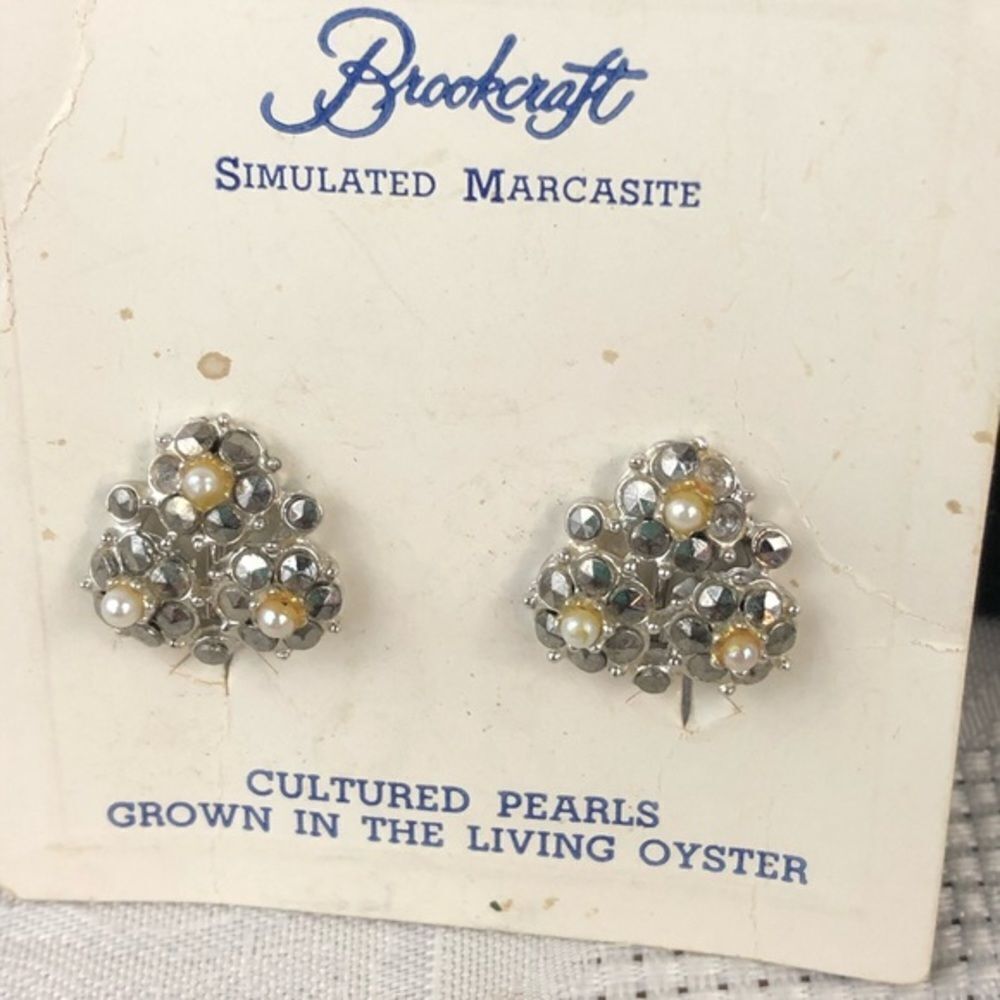 Brookcraft
SIMULATED MARCASITE
CULTURED PEARLS
GROWN IN THE LIVING OYSTER